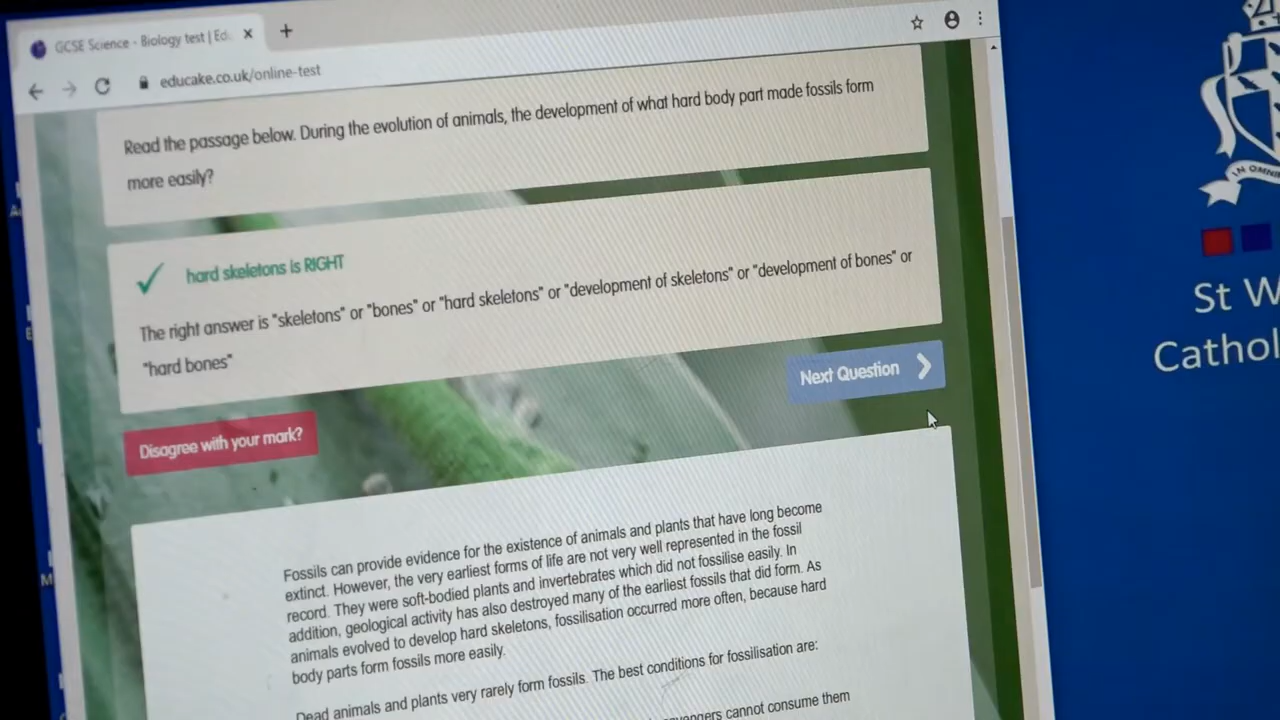 GCSE Science - Biology test | Ed
educake.co.uk/online-test
Read the passage below. During the evolution of animals, the development of what hard body part made fossils form
more easily?
hard skeletons is RIGHT
The right answer is "skeletons" or "bones" or "hard skeletons" or "development of skeletons" or "development of bones" or
"hard bones"
Next Question
Disagree with your mark?
Fossils can provide evidence for the existence of animals and plants that have long become
extinct. However, the very earliest forms of life are not very well represented in the fossil
record. They were soft-bodied plants and invertebrates which did not fossilise easily. In
addition, geological activity has also destroyed many of the earliest fossils that did form. As
animals evolved to develop hard skeletons, fossilisation occurred more often, because hard
body parts form fossils more easily.
Dead animals and plants very rarely form fossils. The best conditions for fossilisation are:
cannot consume them
IN OMNI
St W
Cathol